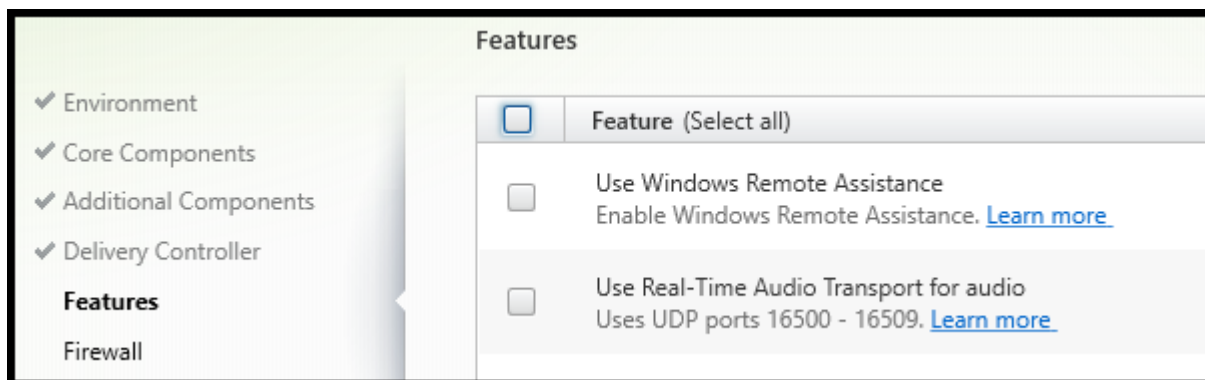 Features
Environment
Core Components
Additional Components
Delivery Controller
Features
Firewall
Feature (Select all)
Use Windows Remote Assistance
Enable Windows Remote Assistance. Learn more
Use Real-Time Audio Transport for audio
Uses UDP ports 16500 - 16509. Learn more